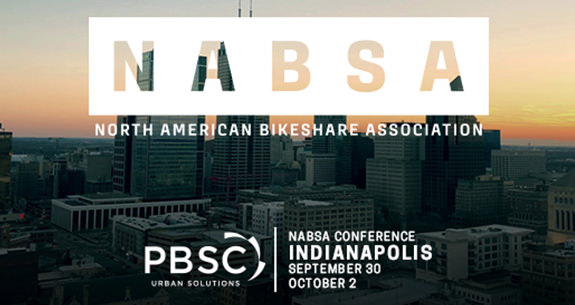 NABSA
NORTH AMERICAN BIKESHARE ASSOCIATION
PBSC
URBAN SOLUTIONS
NABSA CONFERENCE
INDIANAPOLIS
SEPTEMBER 30
OCTOBER 2